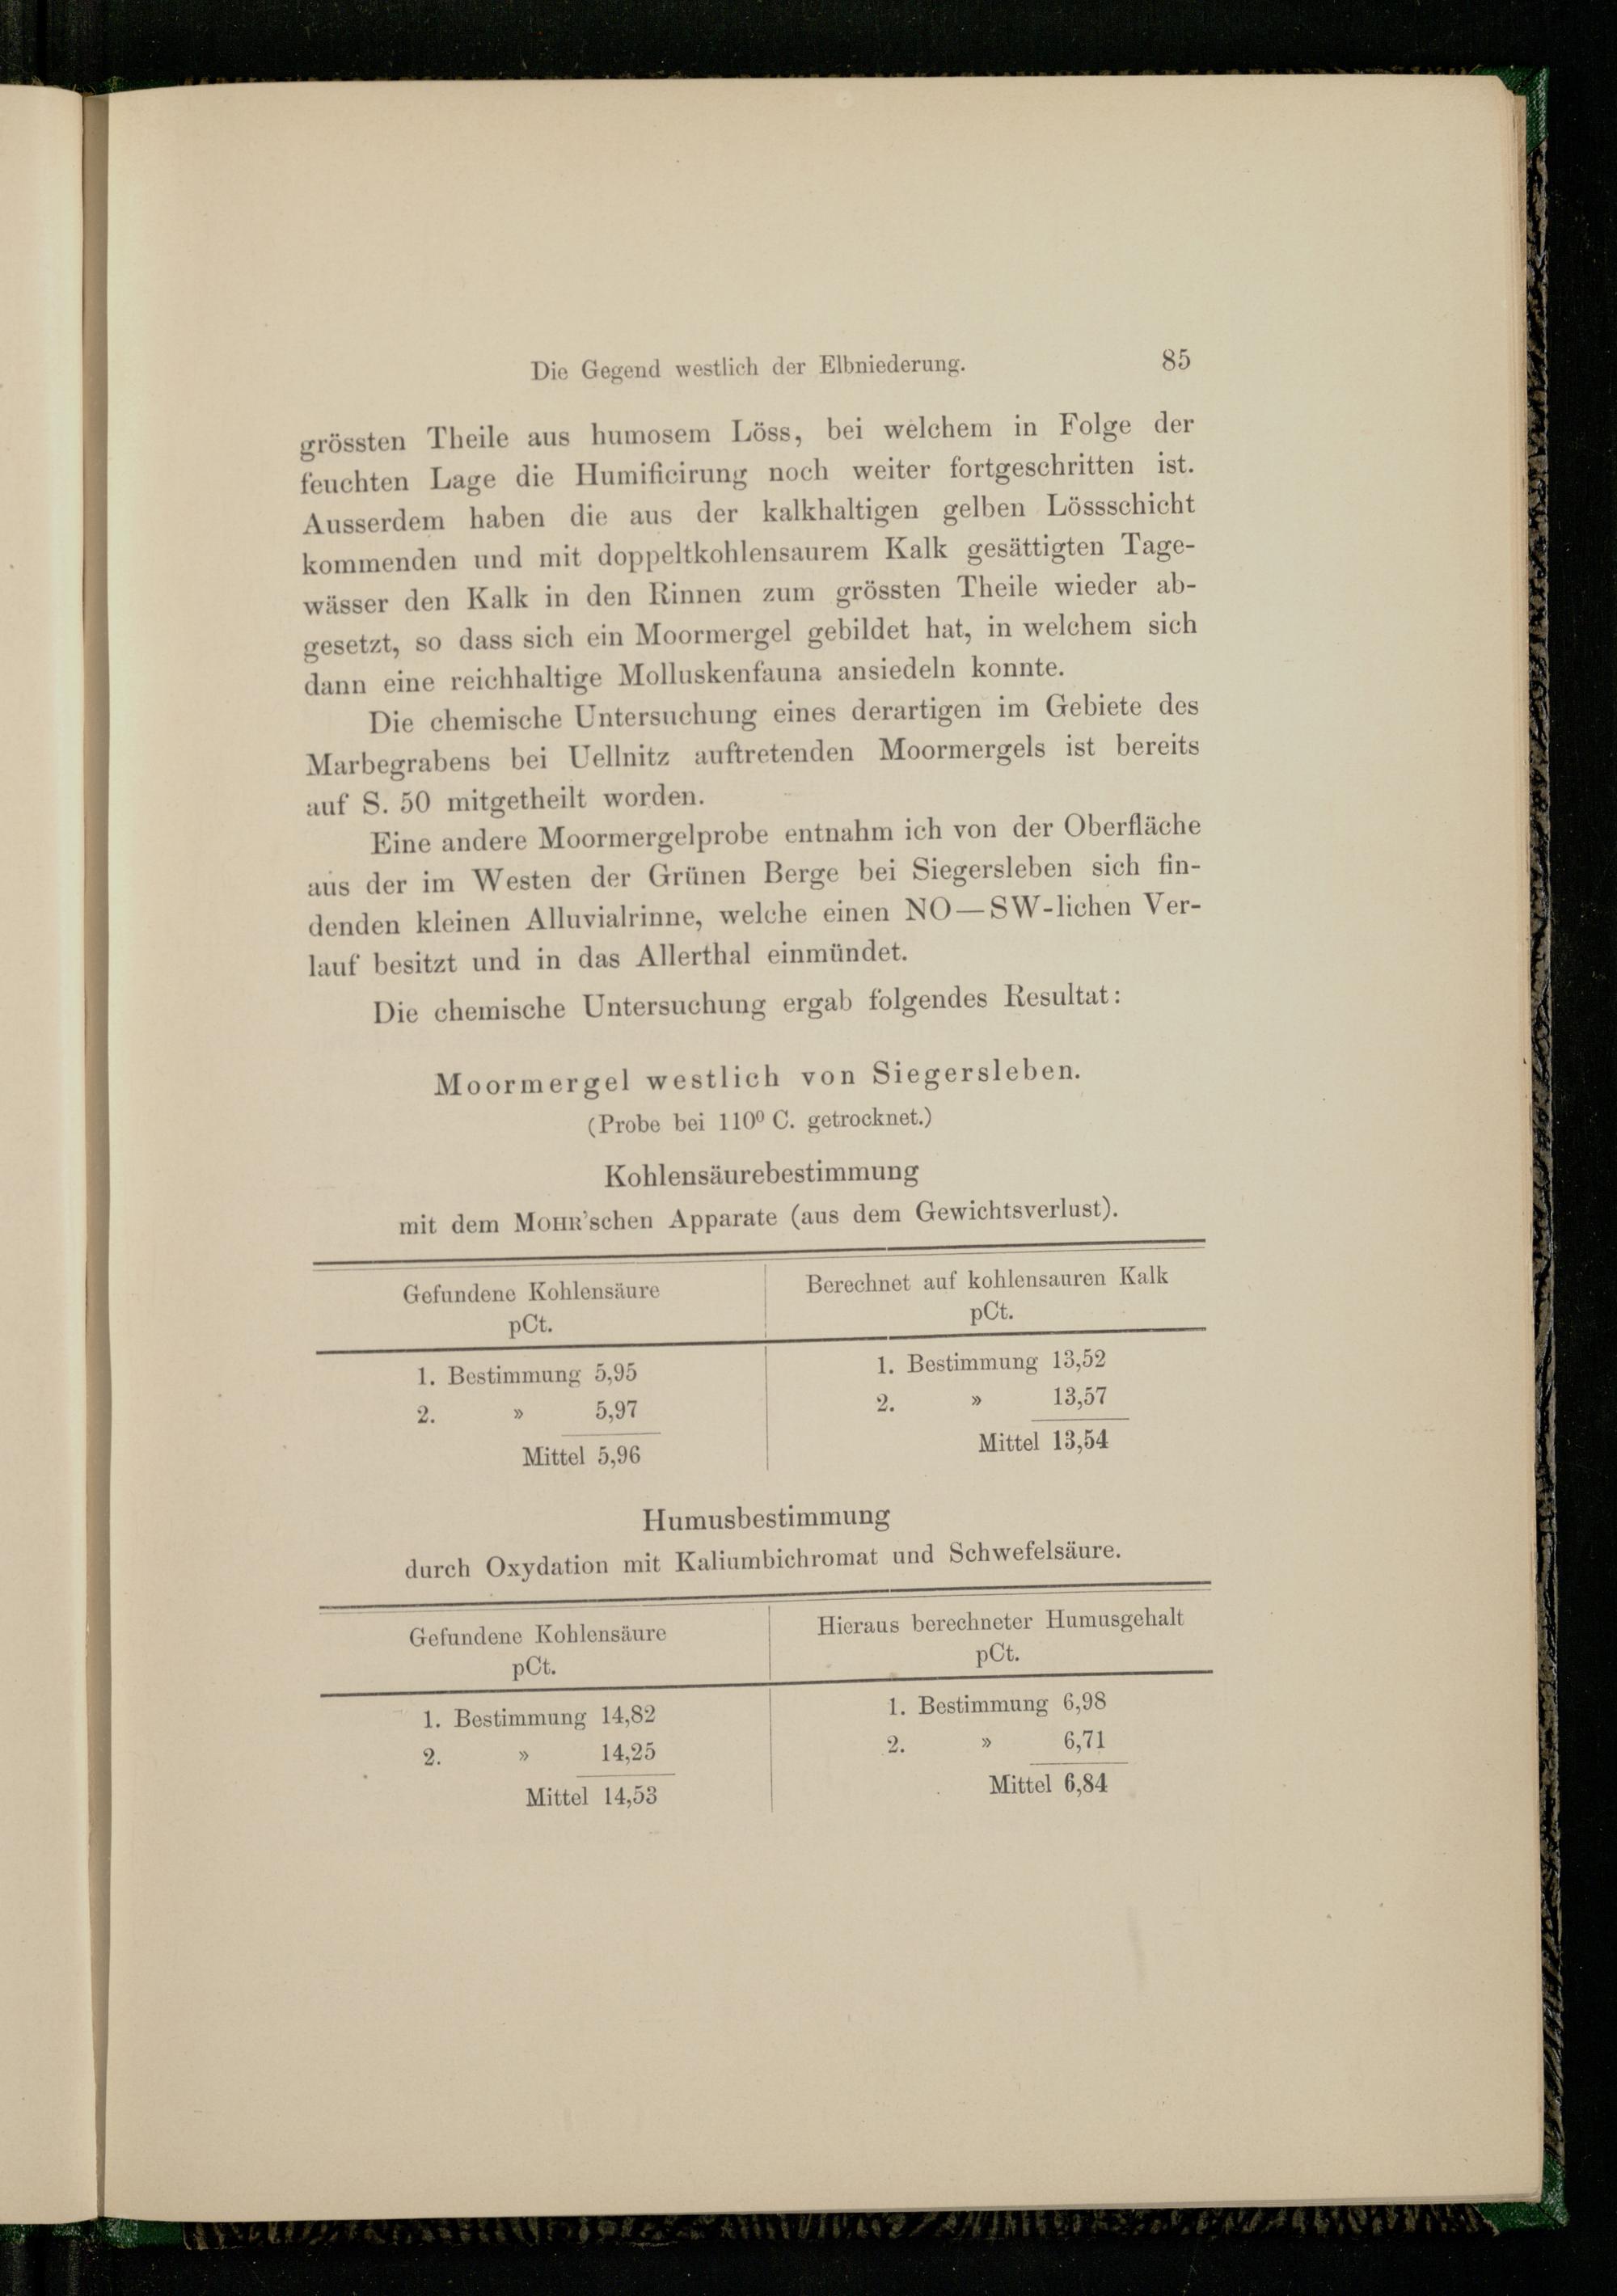 Die Gegend westlich der Elbniederung. 85
grössten Theile aus humosem Löss, bei welchem in Folge der
feuchten Lage die Humificirung noch weiter fortgeschritten ist.
Ausserdem haben die aus der kalkhaltigen gelben Lössschicht
kommenden und mit doppeltkohlensaurem Kalk gesättigten Tage-
wässer den Kalk in den Rinnen zum grössten Theile wieder ab-
gesetzt, so dass sich ein Moormergel gebildet hat, in welchem sich
dann eine reichhaltige Molluskenfauna ansiedeln konnte.
Die chemische Untersuchung eines derartigen im Gebiete des
Marbegrabens bei Uellnitz auftretenden Moormergels ist bereits
auf S. 50 mitgetheilt worden.
Eine andere Moormergelprobe entnahm ich von der Oberfläche
aus der im Westen der Grünen Berge bei Siegersleben sich fin-
denden kleinen Alluvialrinne, welche einen NO—SW-lichen Ver-
lauf besitzt und in das Allerthal einmündet.
Die chemische Untersuchung ergab folgendes Resultat:
Moormergel westlich von Siegersleben.
(Probe bei 110⁰ C. getrocknet.)
Kohlensäurebestimmung
mit dem MOHR'schen Apparate (aus dem Gewichtsverlust).
Gefundene Kohlensäure Berechnet auf kohlensauren Kalk
pCt. pCt.
1. Bestimmung 5,95 1. Bestimmung 13,52
2. » 5,97 2. » 13,57
Mittel 5,96 Mittel 13,54
Humusbestimmung
durch Oxydation mit Kaliumbichromat und Schwefelsäure.
Gefundene Kohlensäure Hieraus berechneter Humusgehalt
pCt. pCt.
1. Bestimmung 14,82 1. Bestimmung 6,98
2. » 14,25 2. » 6,71
Mittel 14,53 Mittel 6,84